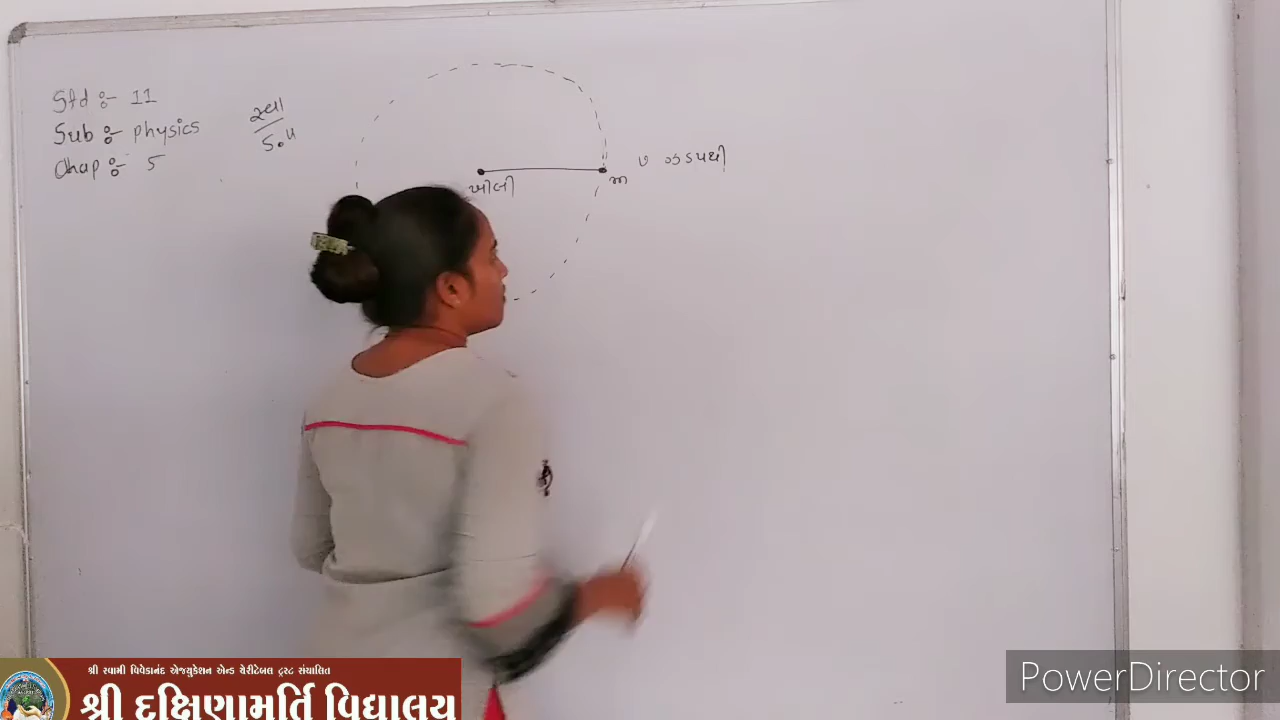 Std :- 11
Sub :- physics
Chap :- 5
સ્વા
5.4
ખીલી
m
v ઝડપથી
શ્રી સ્વામી વિવેકાનંદ એજ્યુકેશન એન્ડ ચેરીટેબલ ટ્રસ્ટ સંચાલિત
શ્રી દક્ષિણામૂર્તિ વિદ્યાલય
PowerDirector